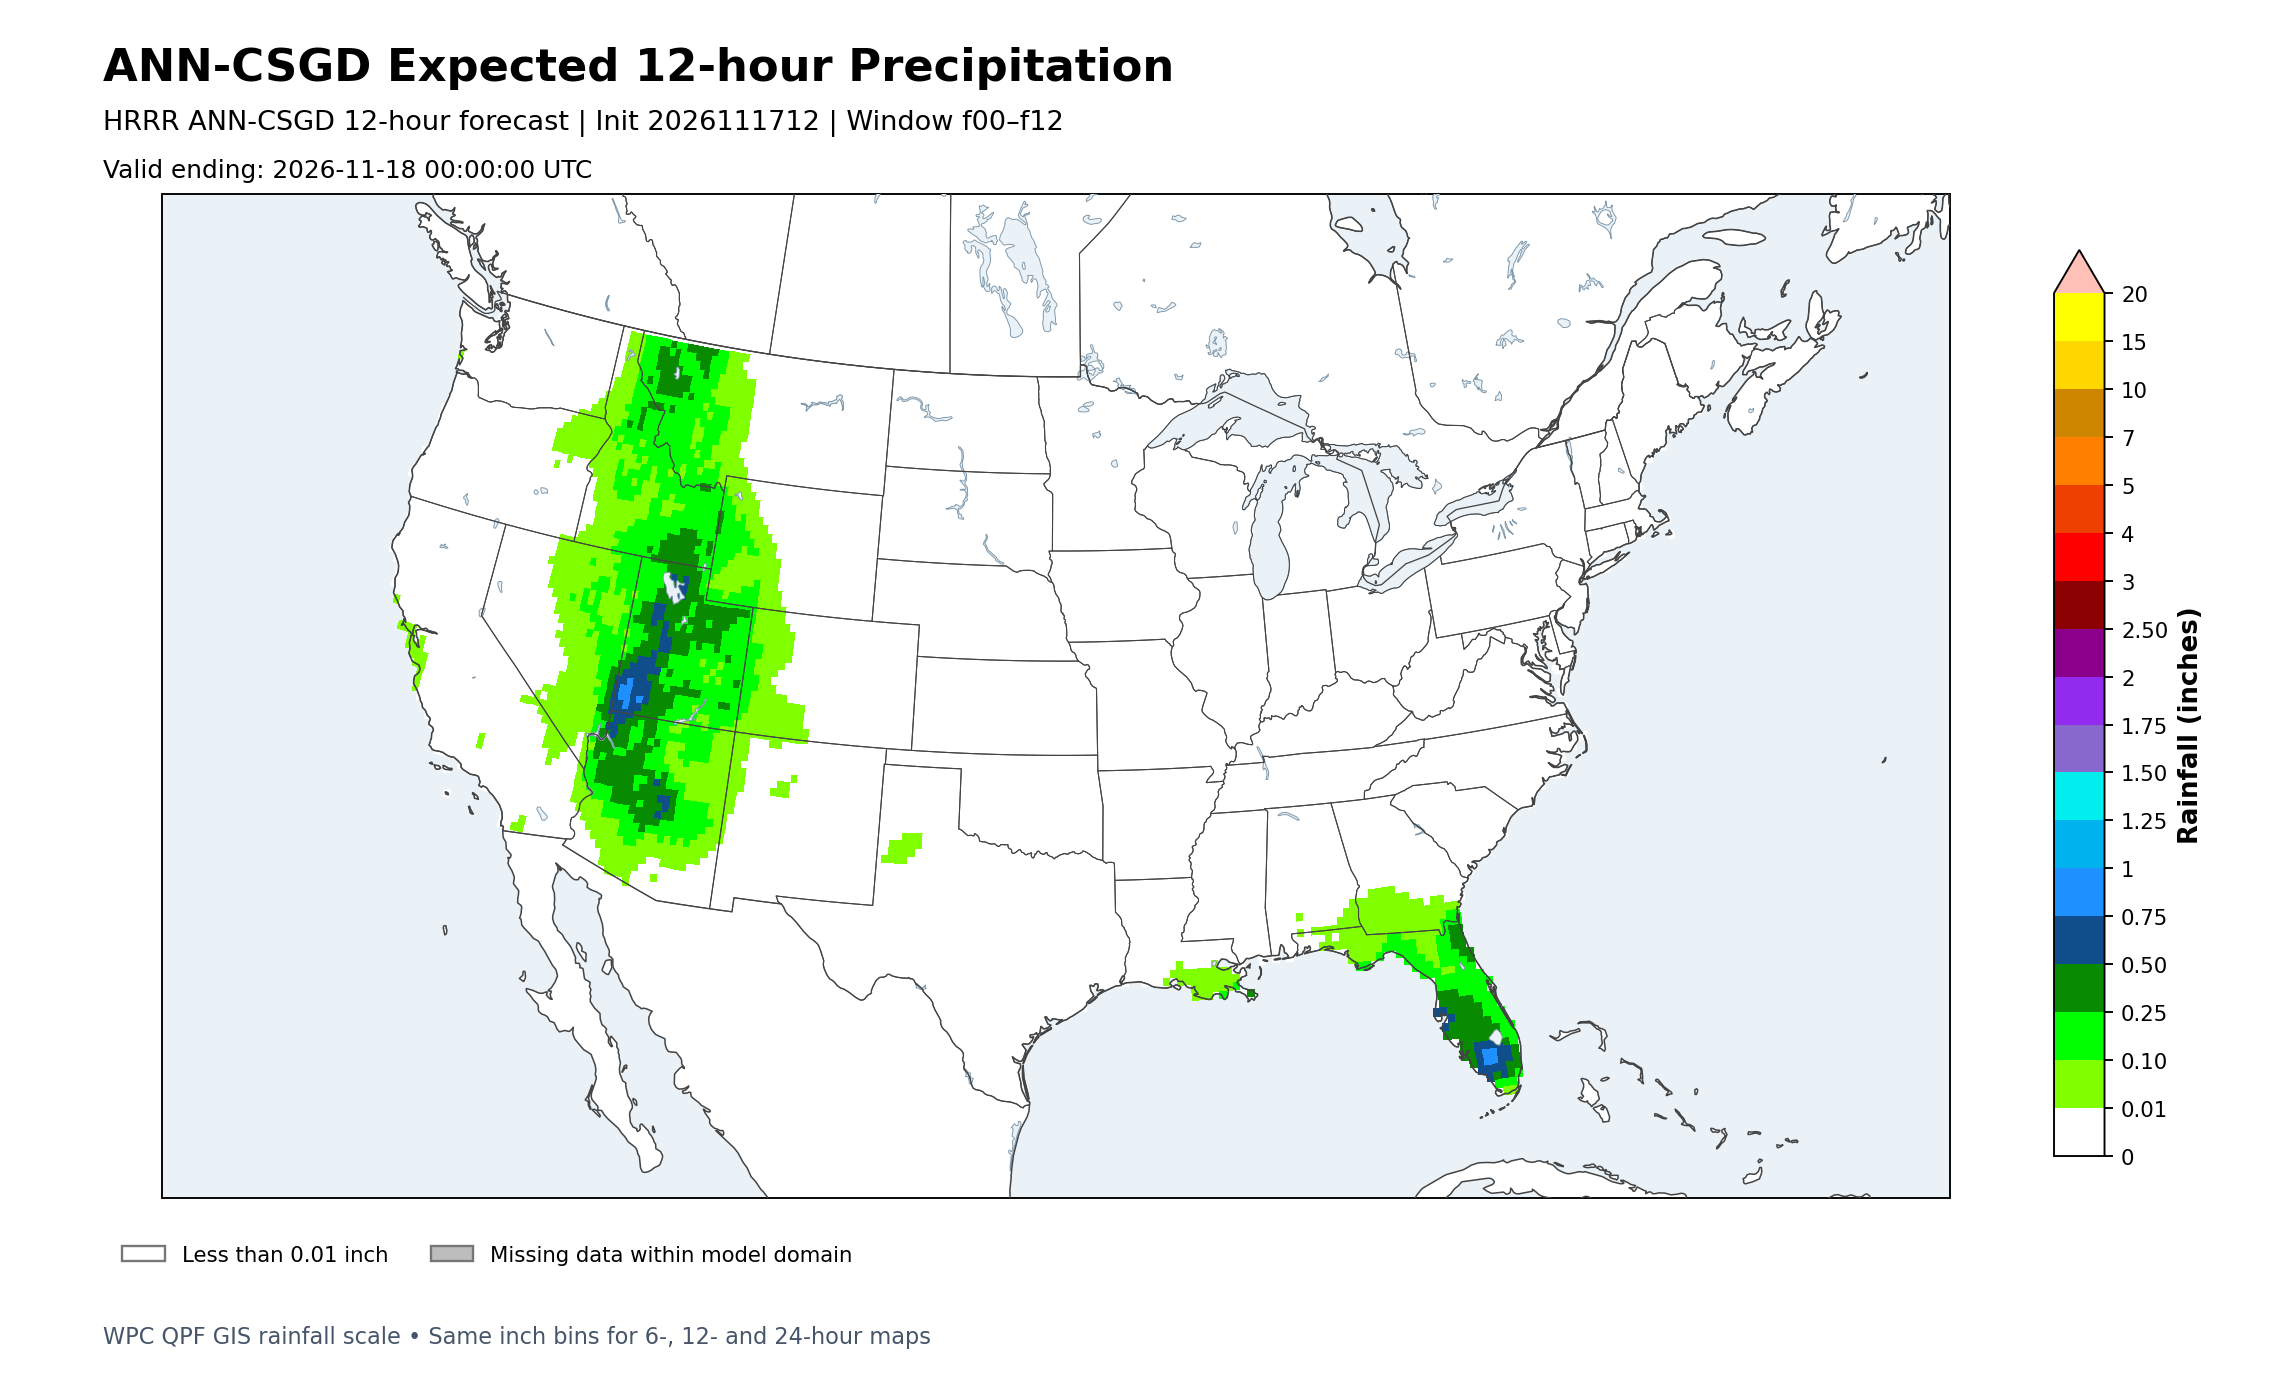 ANN-CSGD Expected 12-hour Precipitation
HRRR ANN-CSGD 12-hour forecast | Init 2026111712 | Window f00–f12
Valid ending: 2026-11-18 00:00:00 UTC
20
15
10
7
5
4
3
2.50
2
1.75
1.50
1.25
1
0.75
0.50
0.25
0.10
0.01
0
Rainfall (inches)
Less than 0.01 inch
Missing data within model domain
WPC QPF GIS rainfall scale • Same inch bins for 6-, 12- and 24-hour maps